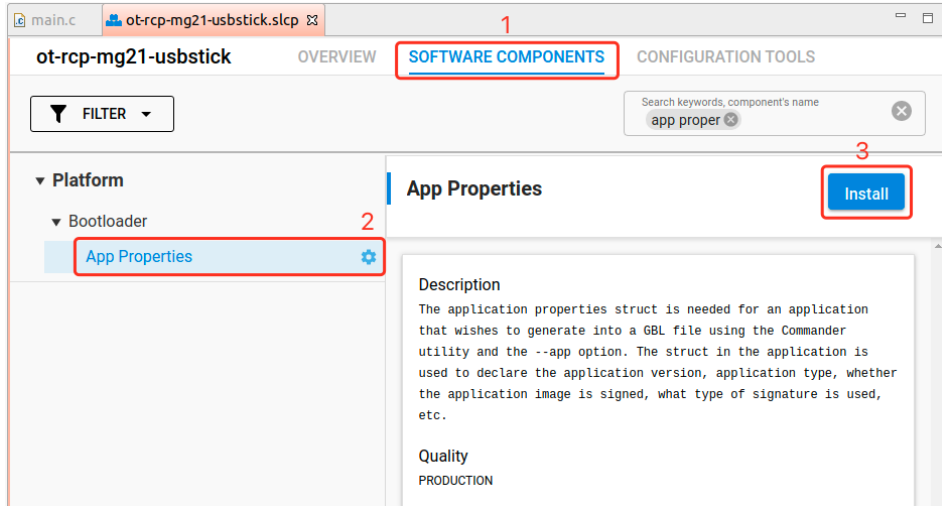 main.c
ot-rcp-mg21-usbstick.slcp
1
ot-rcp-mg21-usbstick
OVERVIEW
SOFTWARE COMPONENTS
CONFIGURATION TOOLS
FILTER
Search keywords, component's name
app proper
3
Platform
Bootloader
2
App Properties
App Properties
Install
Description
The application properties struct is needed for an application
that wishes to generate into a GBL file using the Commander
utility and the --app option. The struct in the application is
used to declare the application version, application type, whether
the application image is signed, what type of signature is used,
etc.
Quality
PRODUCTION